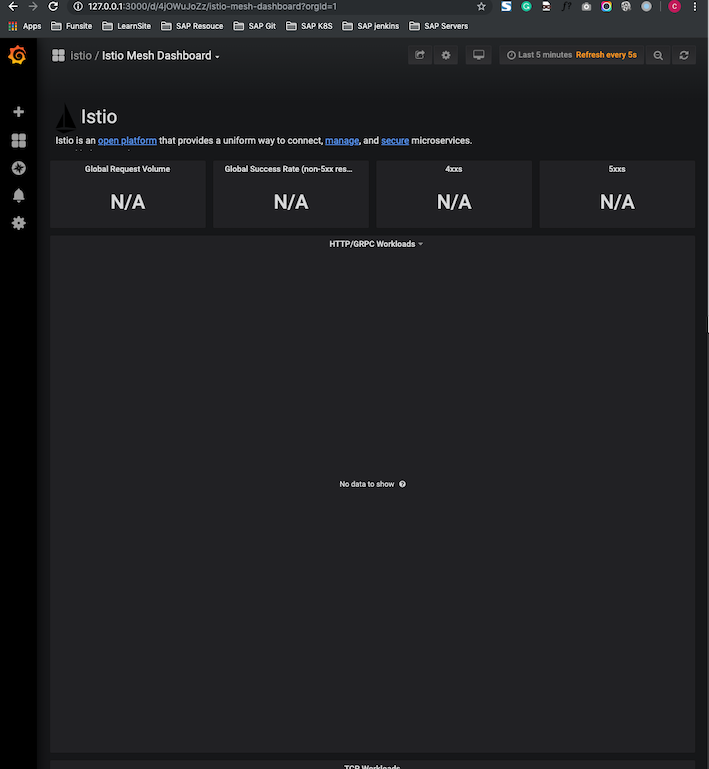 127.0.0.1:3000/d/4jOWuJoZz/istio-mesh-dashboard?orgId=1
Apps Funsite LearnSite SAP Resouce SAP Git SAP K8S SAP jenkins SAP Servers
istio / Istio Mesh Dashboard
Last 5 minutes Refresh every 5s
Istio
Istio is an open platform that provides a uniform way to connect, manage, and secure microservices.
Global Request Volume
N/A
Global Success Rate (non-5xx res...
N/A
4xxs
N/A
5xxs
N/A
HTTP/GRPC Workloads
No data to show
TCP Workloads